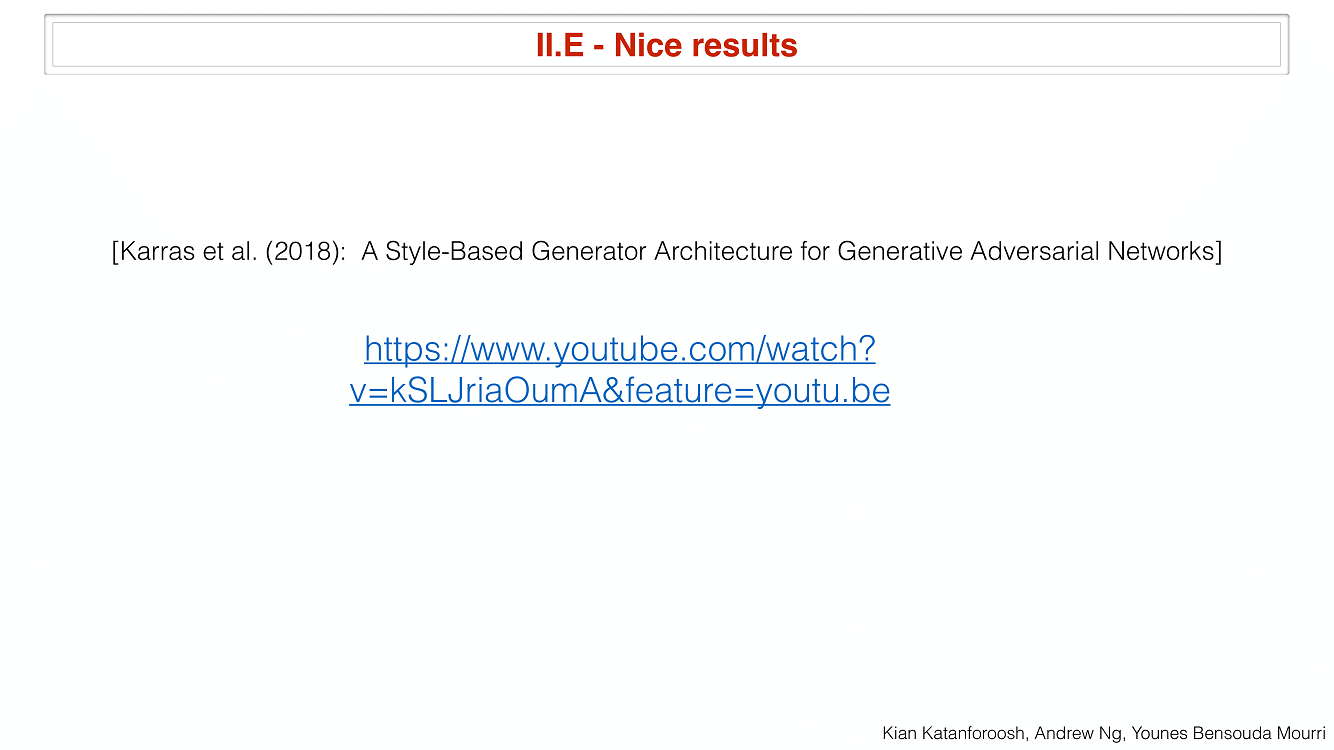 II.E - Nice results
[Karras et al. (2018):  A Style-Based Generator Architecture for Generative Adversarial Networks]
https://www.youtube.com/watch?
v=kSLJriaOumA&feature=youtu.be
Kian Katanforoosh, Andrew Ng, Younes Bensouda Mourri